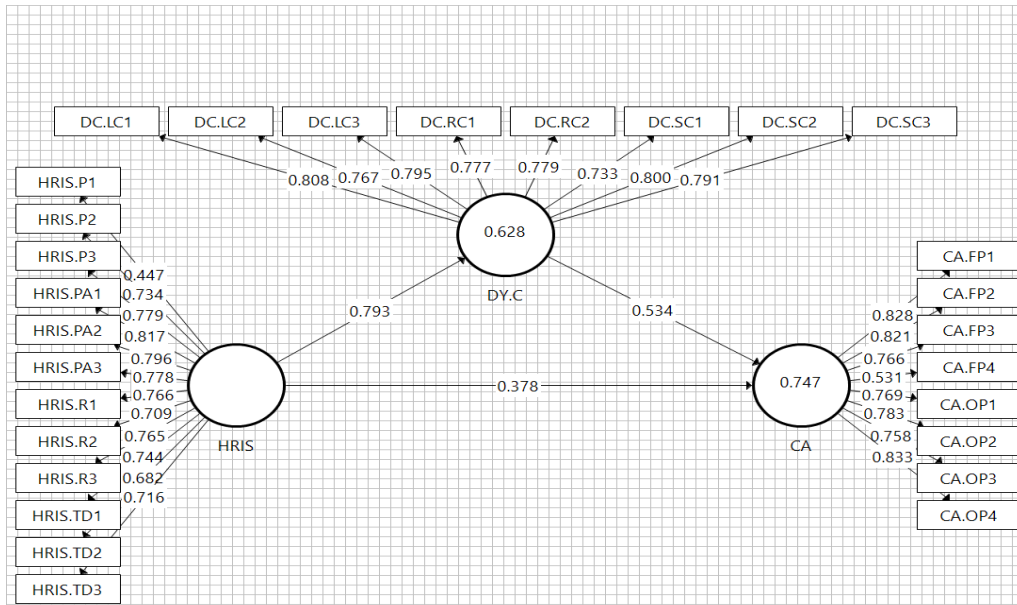 DC.LC1 DC.LC2 DC.LC3 DC.RC1 DC.RC2 DC.SC1 DC.SC2 DC.SC3
0.808 0.767 0.795 0.777 0.779 0.733 0.800 0.791
HRIS.P1
HRIS.P2
HRIS.P3
HRIS.PA1
HRIS.PA2
HRIS.PA3
HRIS.R1
HRIS.R2
HRIS.R3
HRIS.TD1
HRIS.TD2
HRIS.TD3
0.447
0.734
0.779
0.817
0.796
0.778
0.766
0.709
0.765
0.744
0.682
0.716
HRIS
0.628
DY.C
0.793
0.534
0.378
0.747
CA
0.828
0.821
0.766
0.531
0.769
0.783
0.758
0.833
CA.FP1
CA.FP2
CA.FP3
CA.FP4
CA.OP1
CA.OP2
CA.OP3
CA.OP4